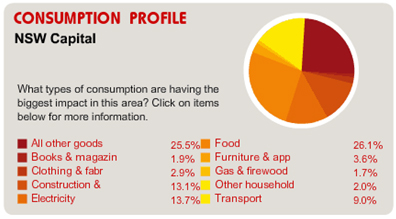 CONSUMPTION PROFILE
NSW Capital
What types of consumption are having the
biggest impact in this area? Click on items
below for more information.
All other goods 25.5%
Books & magazin 1.9%
Clothing & fabr 2.9%
Construction & 13.1%
Electricity 13.7%
Food 26.1%
Furniture & app 3.6%
Gas & firewood 1.7%
Other household 2.0%
Transport 9.0%